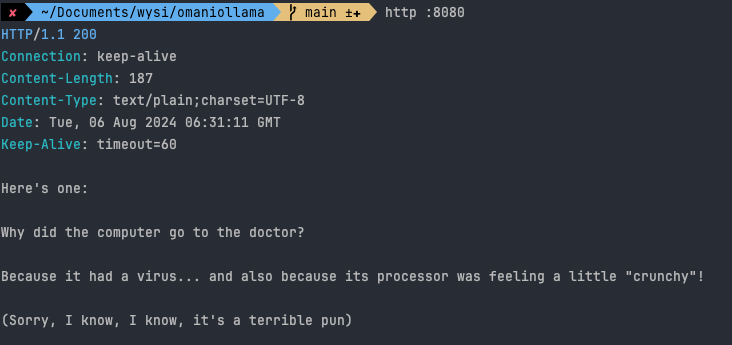 ✘ ~/Documents/wysi/omaniollama main ±✚ http :8080
HTTP/1.1 200
Connection: keep-alive
Content-Length: 187
Content-Type: text/plain;charset=UTF-8
Date: Tue, 06 Aug 2024 06:31:11 GMT
Keep-Alive: timeout=60
Here's one:
Why did the computer go to the doctor?
Because it had a virus... and also because its processor was feeling a little "crunchy"!
(Sorry, I know, I know, it's a terrible pun)